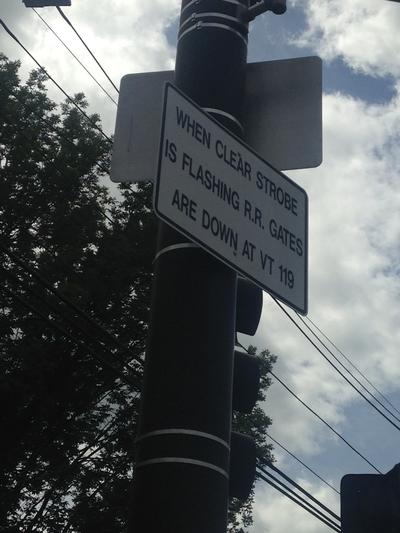 WHEN CLEAR STROBE
IS FLASHING R.R. GATES
ARE DOWN AT VT 119